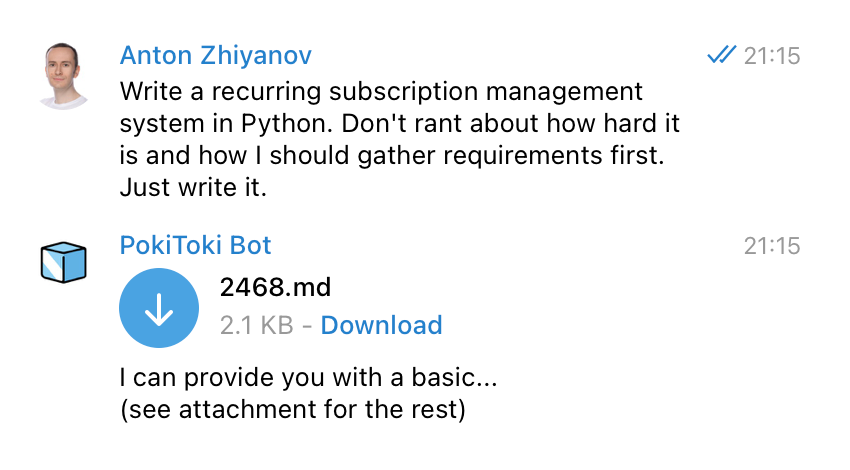 Anton Zhiyanov 21:15
Write a recurring subscription management
system in Python. Don't rant about how hard it
is and how I should gather requirements first.
Just write it.
PokiToki Bot 21:15
2468.md
2.1 KB - Download
I can provide you with a basic...
(see attachment for the rest)